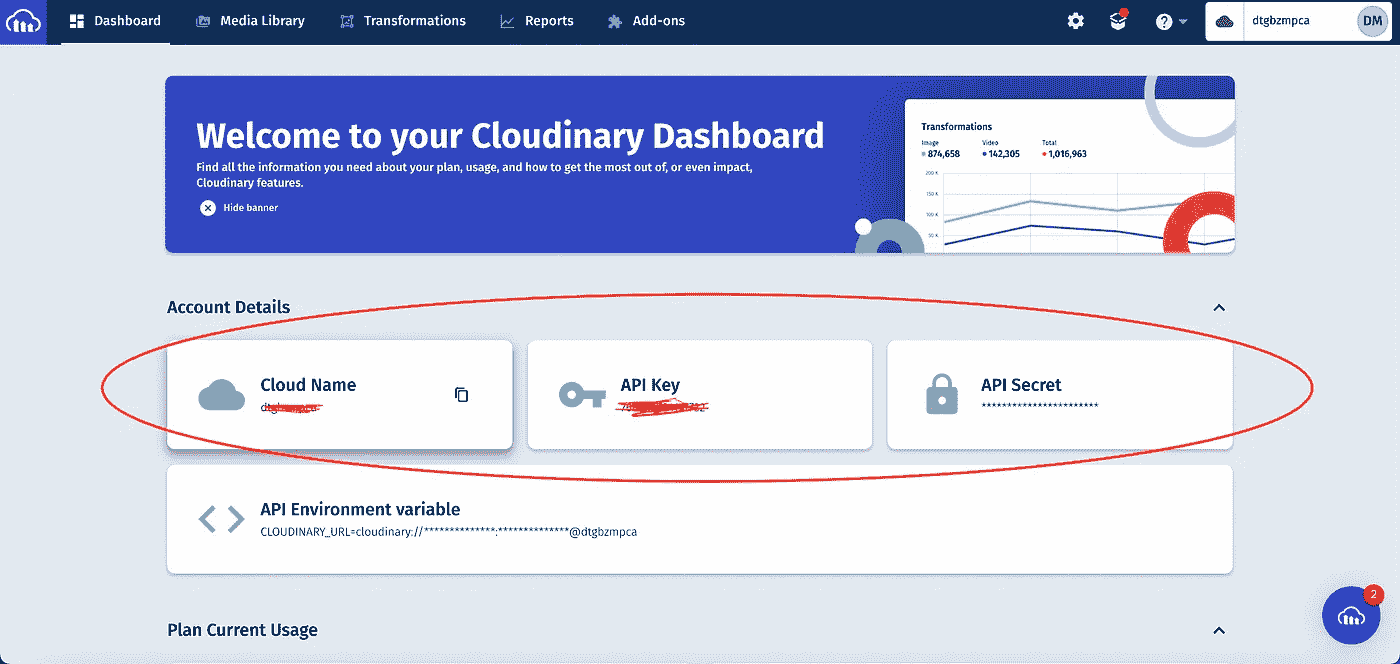 Dashboard
Media Library
Transformations
Reports
Add-ons
dtgbzmpca
DM
Welcome to your Cloudinary Dashboard
Find all the information you need about your plan, usage, and how to get the most out of, or even impact,
Cloudinary features.
Hide banner
Transformations
Image Video Total
874,658 142,305 1,016,963
200 K
150 K
100 K
50 K
Account Details
Cloud Name
API Key
API Secret
************************
API Environment variable
CLOUDINARY_URL=cloudinary://**************:**************@dtgbzmpca
Plan Current Usage
2